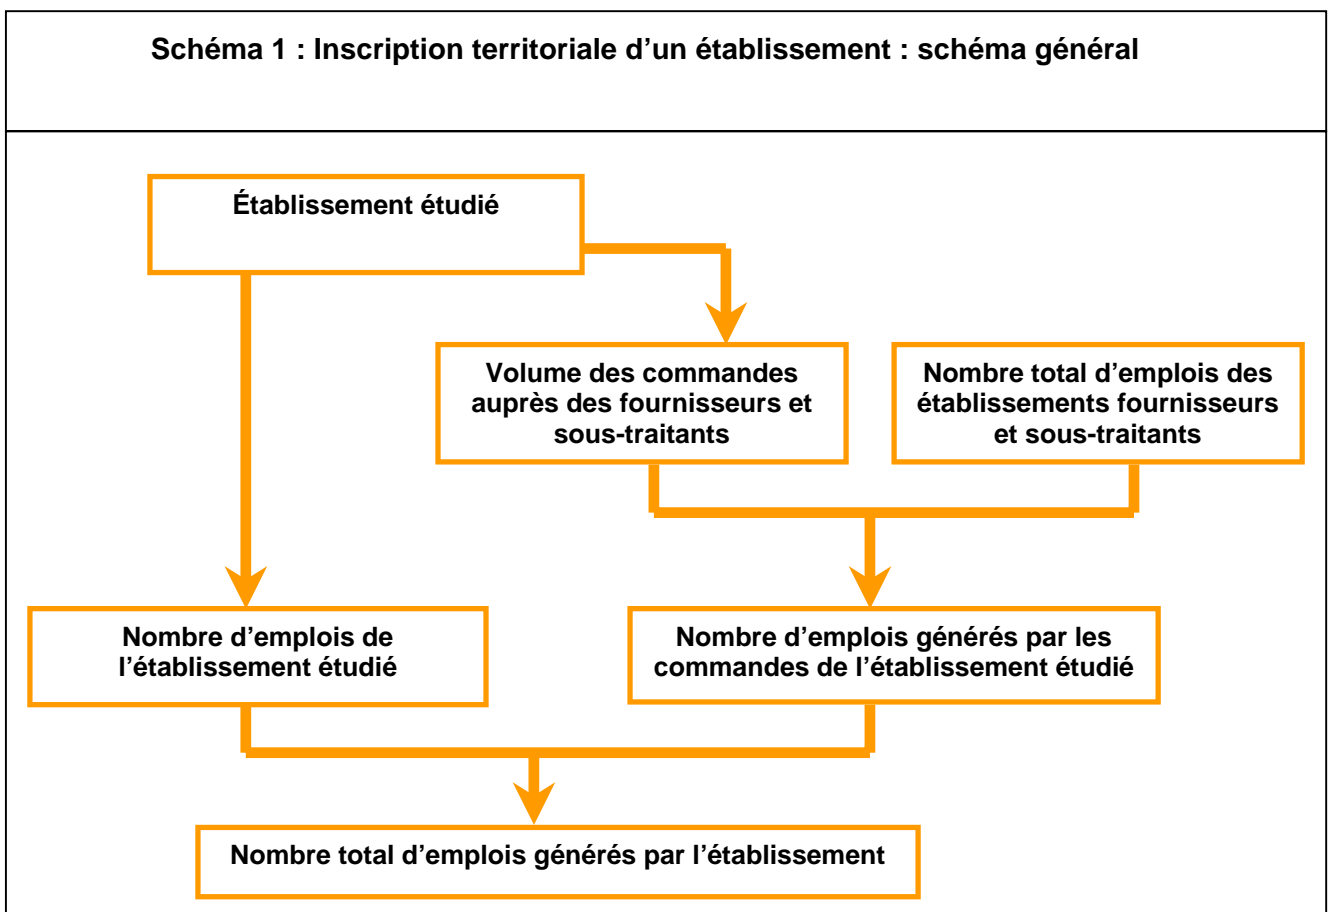 Schéma 1 : Inscription territoriale d’un établissement : schéma général
Établissement étudié
Volume des commandes
auprès des fournisseurs et
sous-traitants
Nombre total d’emplois des
établissements fournisseurs
et sous-traitants
Nombre d’emplois de
l’établissement étudié
Nombre d’emplois générés par les
commandes de l’établissement étudié
Nombre total d’emplois générés par l’établissement